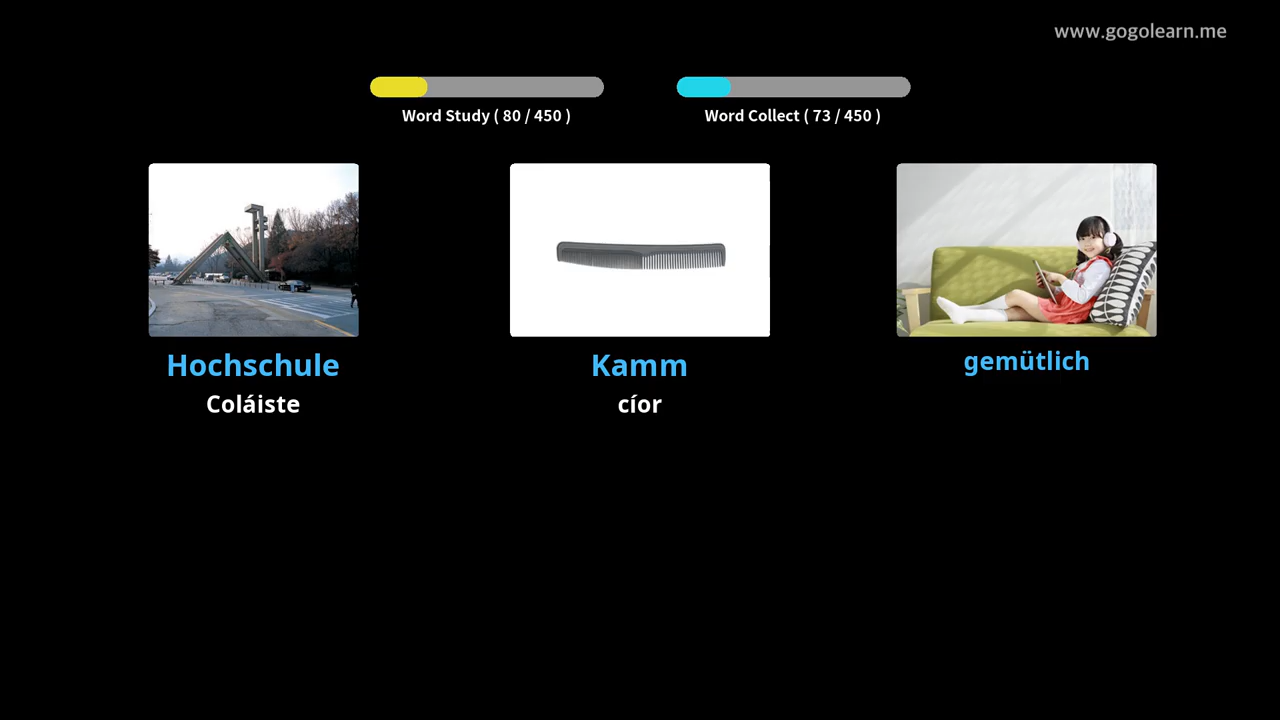 www.gogolearn.me
Word Study ( 80 / 450 )
Word Collect ( 73 / 450 )
Hochschule
Coláiste
Kamm
cíor
gemütlich